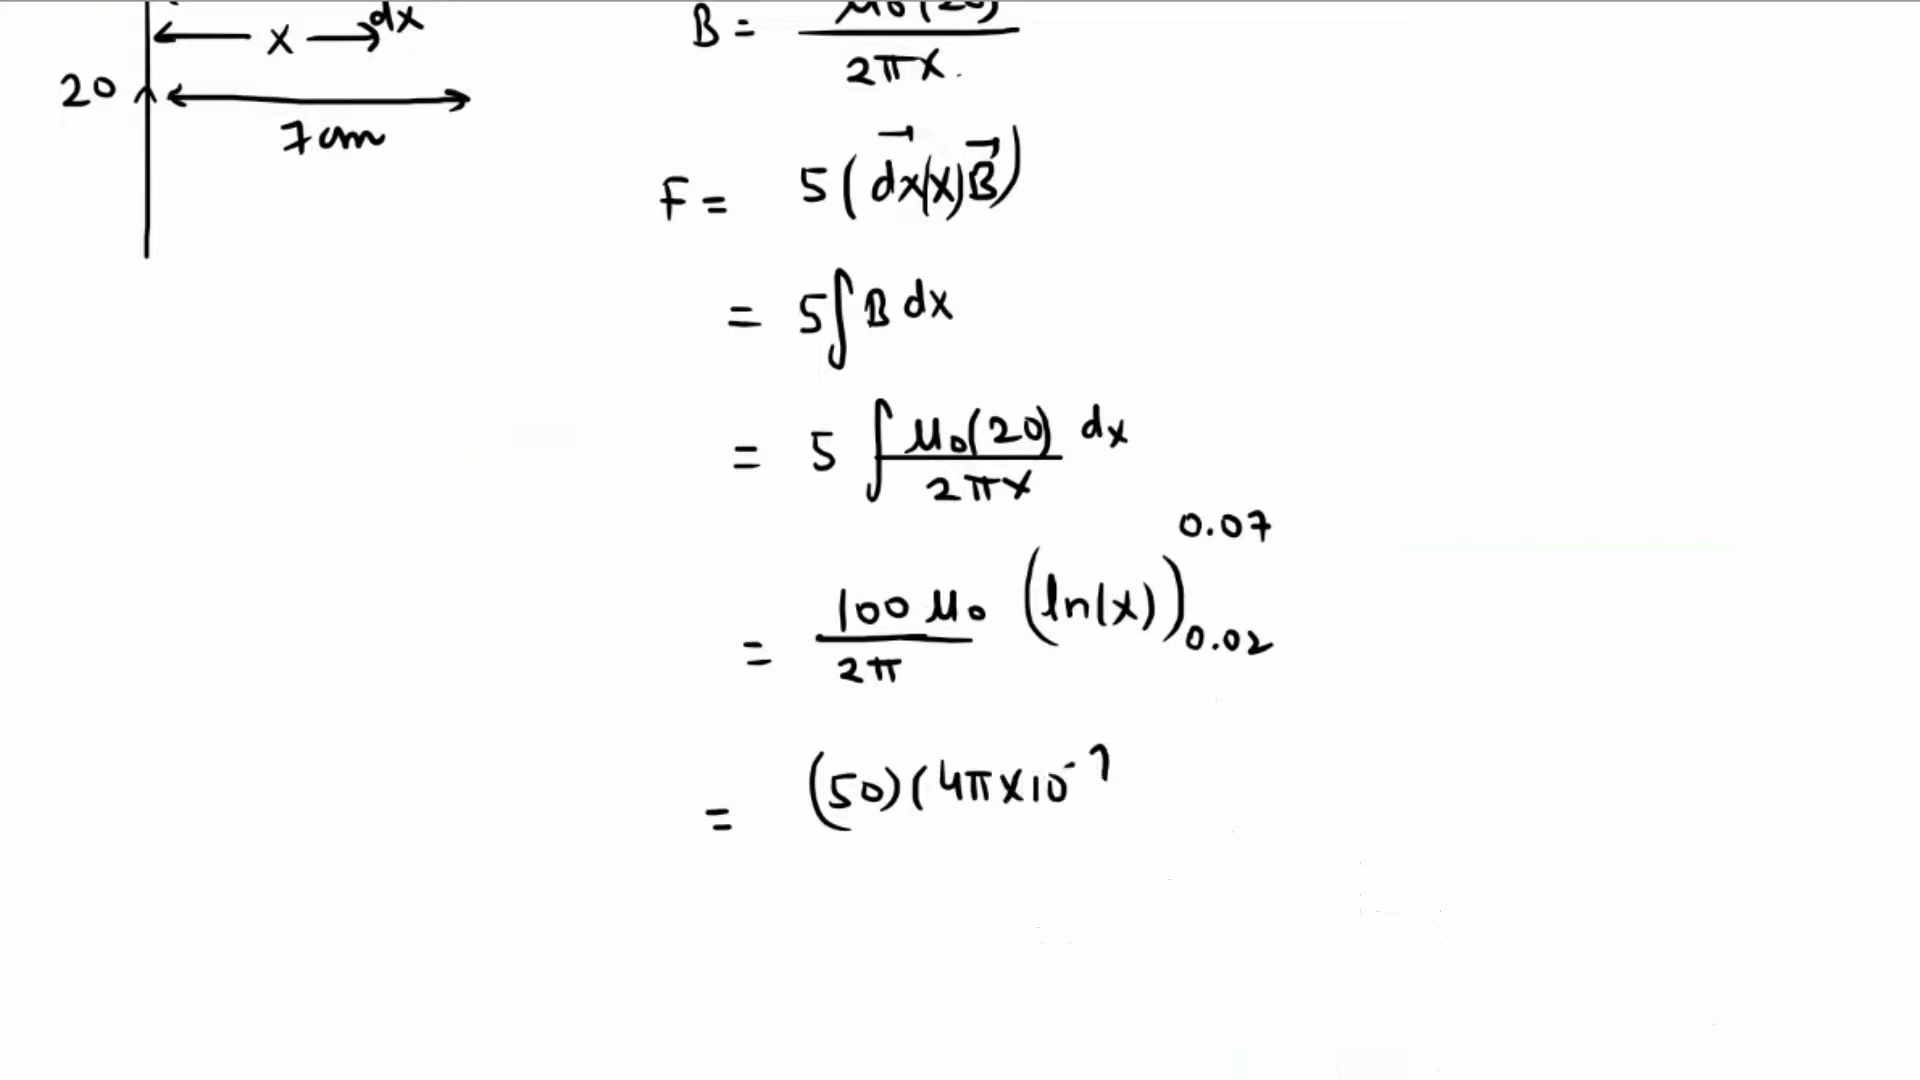 x dx
20
7cm
B = μ₀(20) / 2πx
F = 5(dx⃗(x)B⃗)
= 5∫B dx
= 5∫μ₀(20) / 2πx dx
= 100μ₀ / 2π (ln(x)) 0.07 0.02
= (50)(4π×10⁻⁷